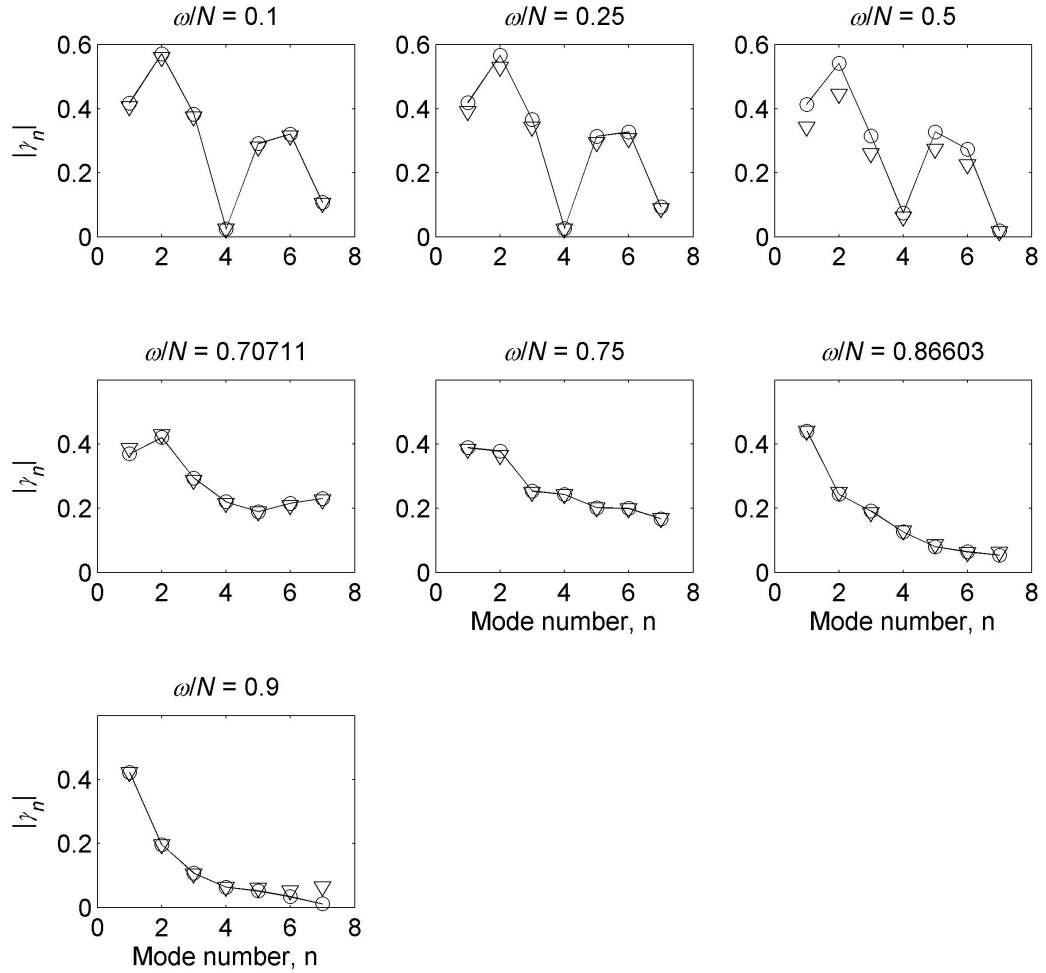 ω/N = 0.1
0.6
0.4
0.2
0
|γn|
0 2 4 6 8
ω/N = 0.25
0.6
0.4
0.2
0
0 2 4 6 8
ω/N = 0.5
0.6
0.4
0.2
0
0 2 4 6 8
ω/N = 0.70711
0.4
0.2
0
|γn|
0 2 4 6 8
ω/N = 0.75
0.4
0.2
0
0 2 4 6 8
Mode number, n
ω/N = 0.86603
0.4
0.2
0
0 2 4 6 8
Mode number, n
ω/N = 0.9
0.4
0.2
0
|γn|
0 2 4 6 8
Mode number, n